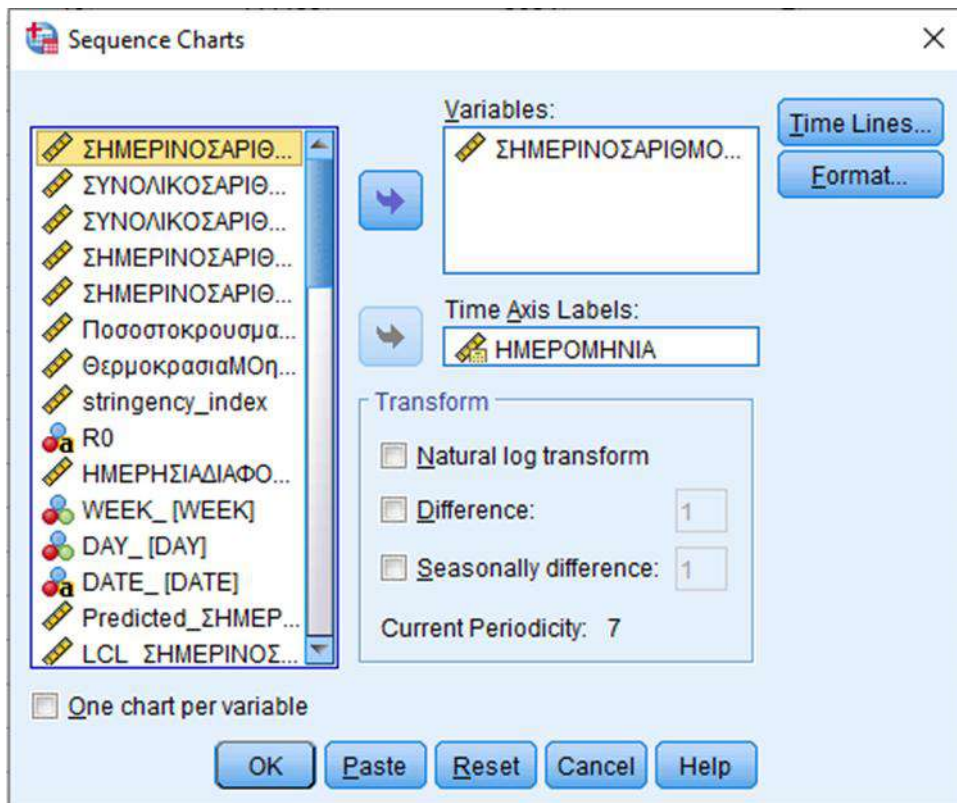 Sequence Charts
ΣΗΜΕΡΙΝΟΣΑΡΙΘ...
ΣΥΝΟΛΙΚΟΣΑΡΙΘ...
ΣΥΝΟΛΙΚΟΣΑΡΙΘ...
ΣΗΜΕΡΙΝΟΣΑΡΙΘ...
ΣΗΜΕΡΙΝΟΣΑΡΙΘ...
Ποσοστοκρουσμα...
ΘερμοκρασιαΜΟη...
stringency_index
R0
ΗΜΕΡΗΣΙΑΔΙΑΦΟ...
WEEK_ [WEEK]
DAY_ [DAY]
DATE_ [DATE]
Predicted_ΣΗΜΕΡ...
LCL_ΣΗΜΕΡΙΝΟΣ...
One chart per variable
Variables:
ΣΗΜΕΡΙΝΟΣΑΡΙΘΜΟ...
Time Axis Labels:
ΗΜΕΡΟΜΗΝΙΑ
Transform
Natural log transform
Difference: 1
Seasonally difference: 1
Current Periodicity: 7
Time Lines...
Format...
OK Paste Reset Cancel Help